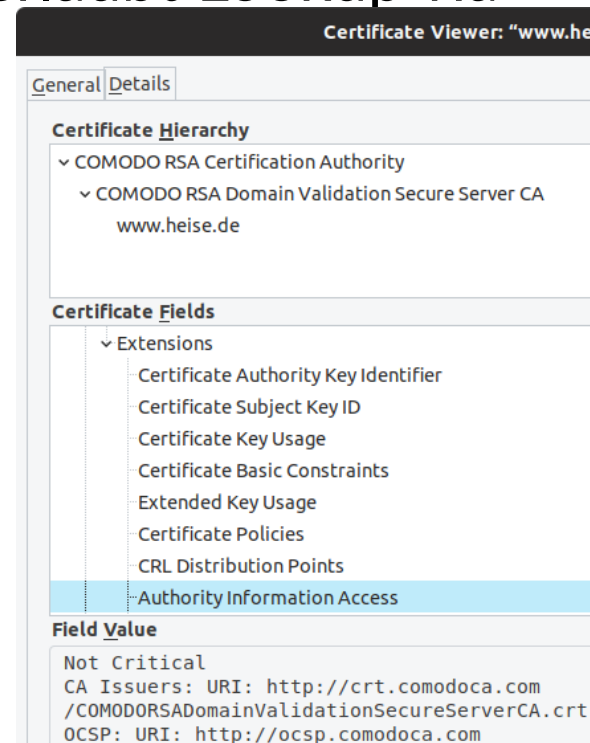 Certificate Viewer: "www.he
General Details
Certificate Hierarchy
COMODO RSA Certification Authority
COMODO RSA Domain Validation Secure Server CA
www.heise.de
Certificate Fields
Extensions
Certificate Authority Key Identifier
Certificate Subject Key ID
Certificate Key Usage
Certificate Basic Constraints
Extended Key Usage
Certificate Policies
CRL Distribution Points
Authority Information Access
Field Value
Not Critical
CA Issuers: URI: http://crt.comodoca.com
/COMODORSADomainValidationSecureServerCA.crt
OCSP: URI: http://ocsp.comodoca.com